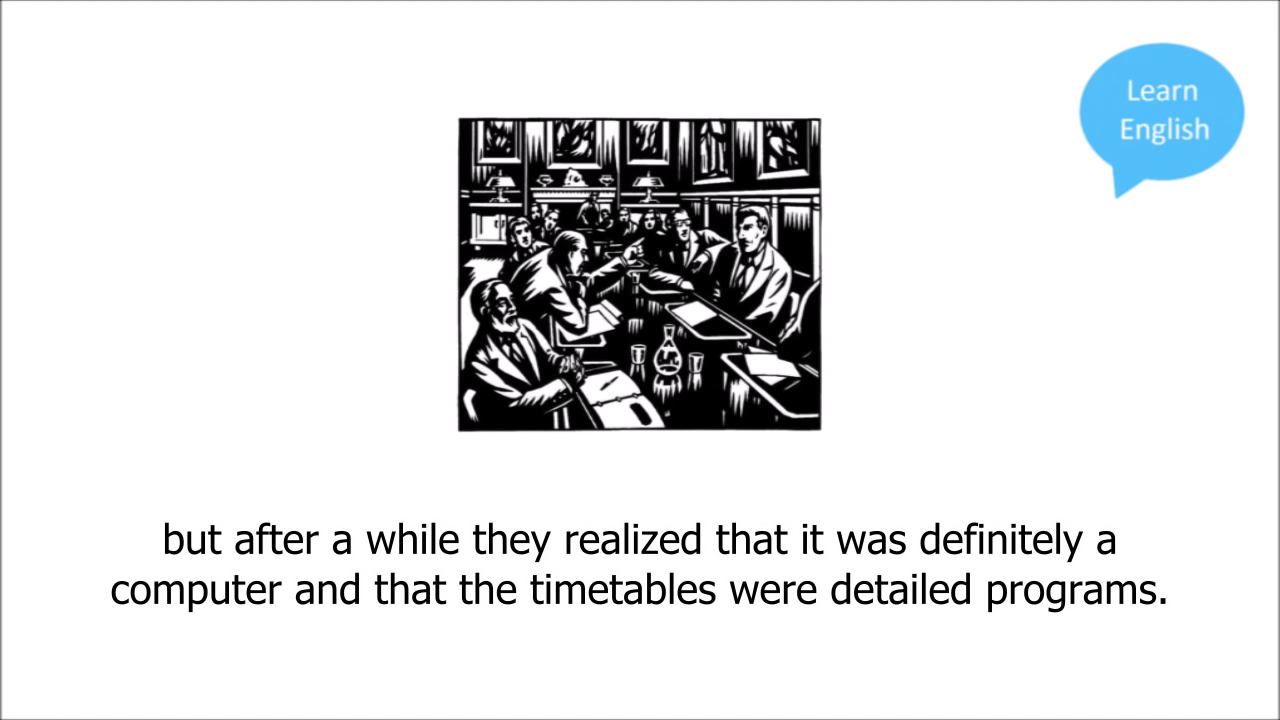 Learn
English
but after a while they realized that it was definitely a
computer and that the timetables were detailed programs.